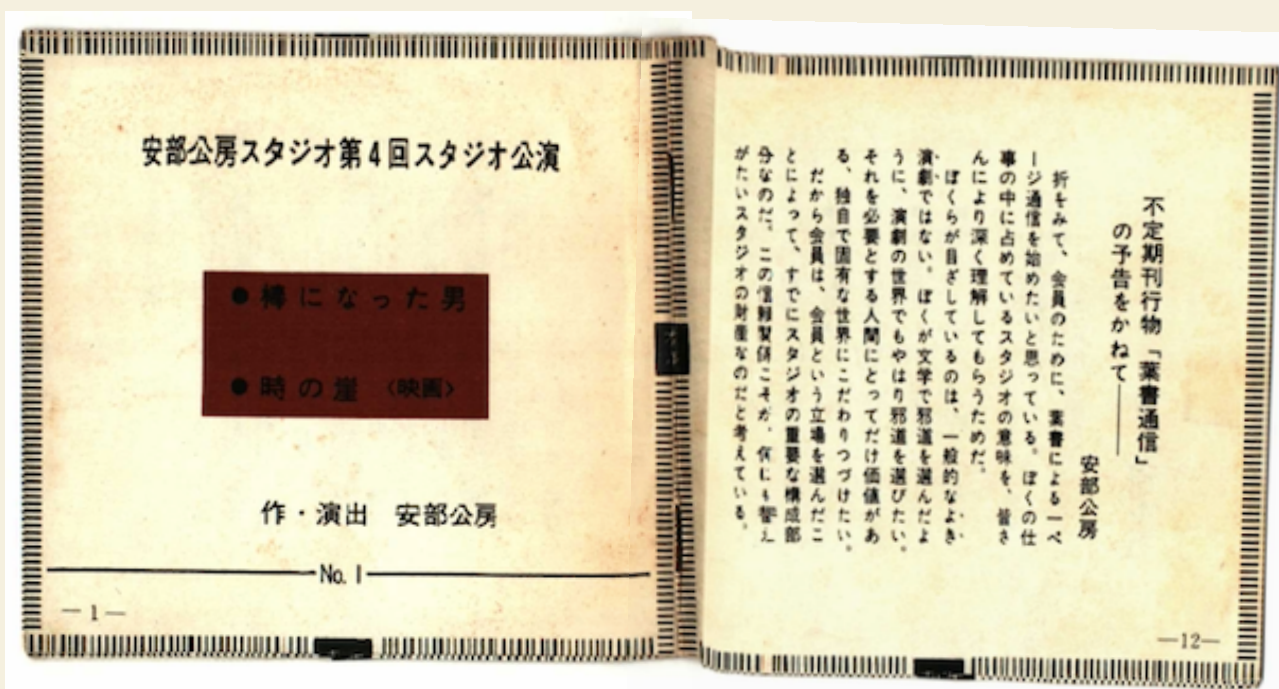 安部公房スタジオ第4回スタジオ公演
●棒になった男
●時の崖 〈映画〉
作・演出 安部公房
No. 1
—1—
不定期刊行物「葉書通信」
の予告をかねて――
安部公房
折をみて、会員のために、葉書による一ペ
ージ通信を始めたいと思っている。ぼくの仕
事の中に占めているスタジオの意味を、皆さ
んにより深く理解してもらうためだ。
ぼくらが目ざしているのは、一般的なよき
演劇ではない。ぼくが文学で邪道を選んだよ
うに、演劇の世界でもやはり邪道を選びたい。
それを必要とする人間にとってだけ価値があ
る、独自で固有な世界にこだわりつづけたい。
だから会員は、会員という立場を選んだこ
とによって、すでにスタジオの重要な構成部
分なのだ。この信頼関係こそが、何にも替え
がたいスタジオの財産なのだと考えている。
—12—